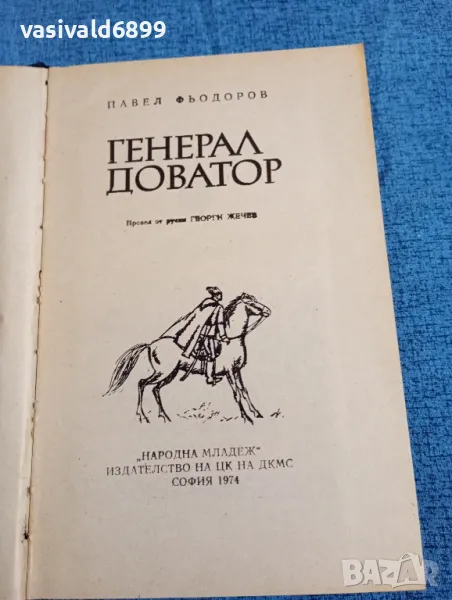 vasivald6899
ПАВЕЛ ФЬОДОРОВ
ГЕНЕРАЛ
ДОВАТОР
Превел от руски ГЕОРГИ ЖЕЧЕВ
„НАРОДНА МЛАДЕЖ“
ИЗДАТЕЛСТВО НА ЦК НА ДКМС
СОФИЯ 1974
BAZAR